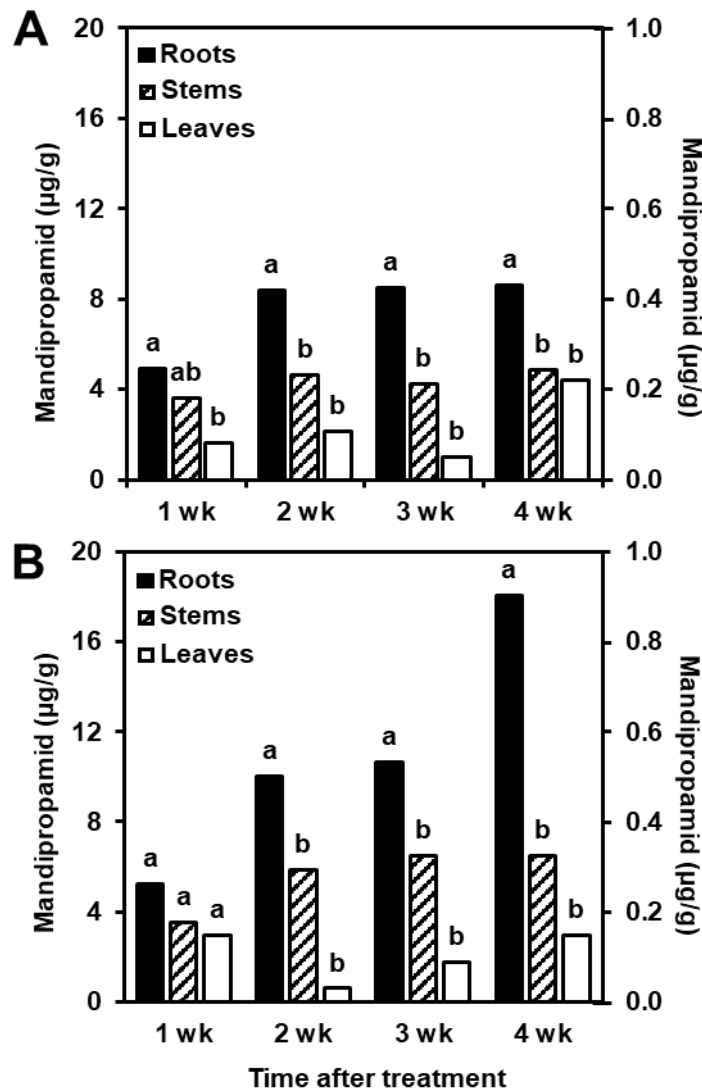 A
Mandipropamid (µg/g)
20
16
12
8
4
0
Roots
Stems
Leaves
a
ab
b
a
b
b
a
b
b
a
b
b
1.0
0.8
0.6
0.4
0.2
0.0
Mandipropamid (µg/g)
1 wk 2 wk 3 wk 4 wk
B
Mandipropamid (µg/g)
20
16
12
8
4
0
Roots
Stems
Leaves
a
a
a
a
b
b
a
b
b
a
b
b
1.0
0.8
0.6
0.4
0.2
0.0
Mandipropamid (µg/g)
1 wk 2 wk 3 wk 4 wk
Time after treatment